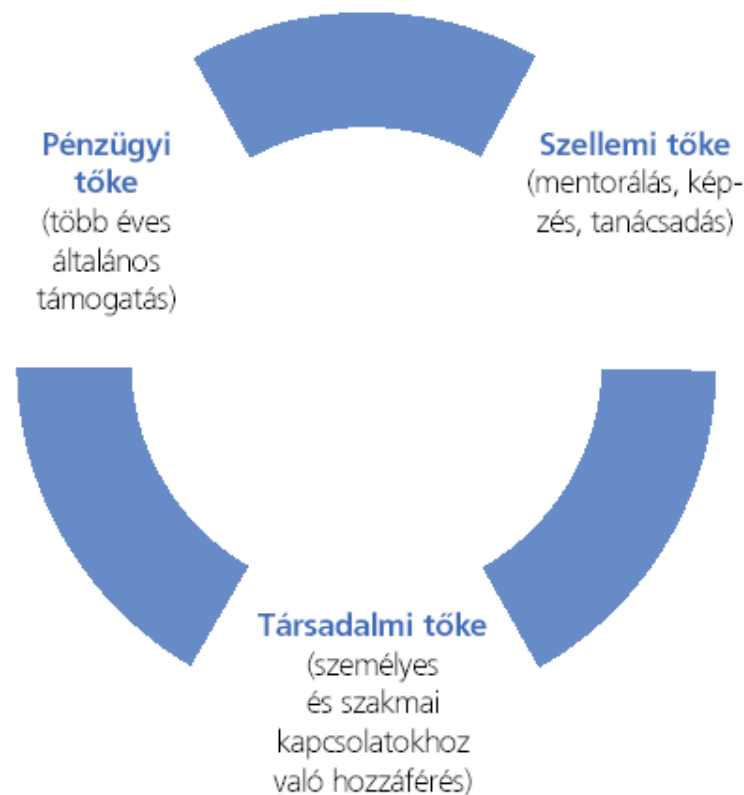 Pénzügyi
tőke
(több éves
általános
támogatás)
Szellemi tőke
(mentorálás, kép-
zés, tanácsadás)
Társadalmi tőke
(személyes
és szakmai
kapcsolatokhoz
való hozzáférés)